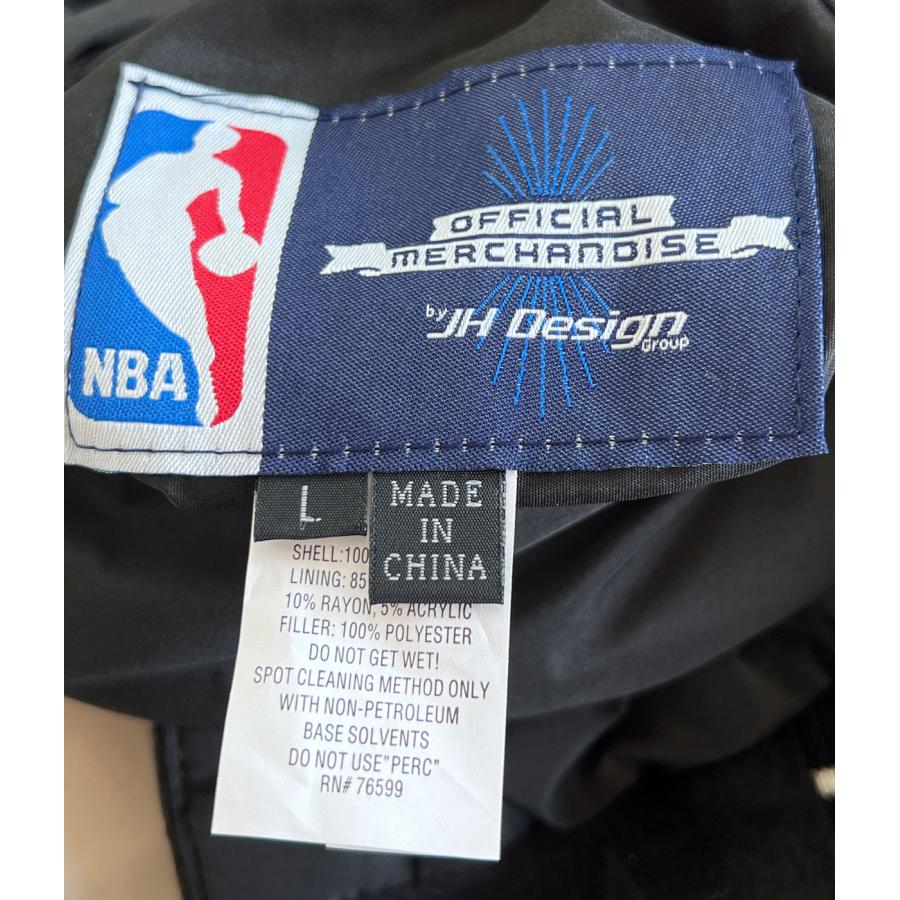 NBA
OFFICIAL
MERCHANDISE
by JH Design
Group
L
MADE
IN
CHINA
SHELL:100
LINING: 85
10% RAYON, 5% ACRYLIC
FILLER: 100% POLYESTER
DO NOT GET WET!
SPOT CLEANING METHOD ONLY
WITH NON-PETROLEUM
BASE SOLVENTS
DO NOT USE"PERC"
RN# 76599